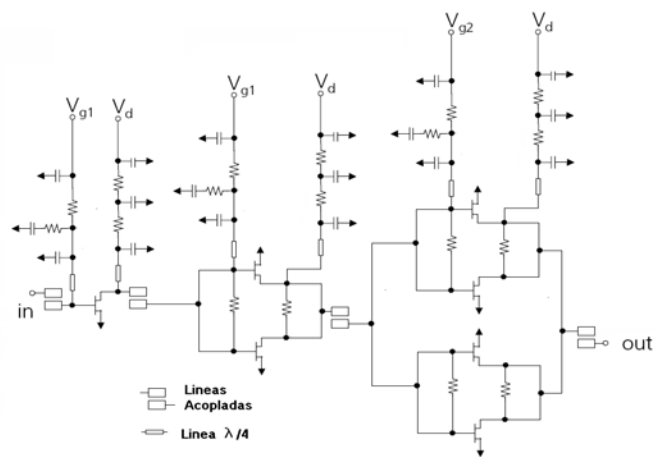 Vg2
Vd
Vg1
Vd
Vg1
Vd
in
out
Lineas
Acopladas
Linea λ/4